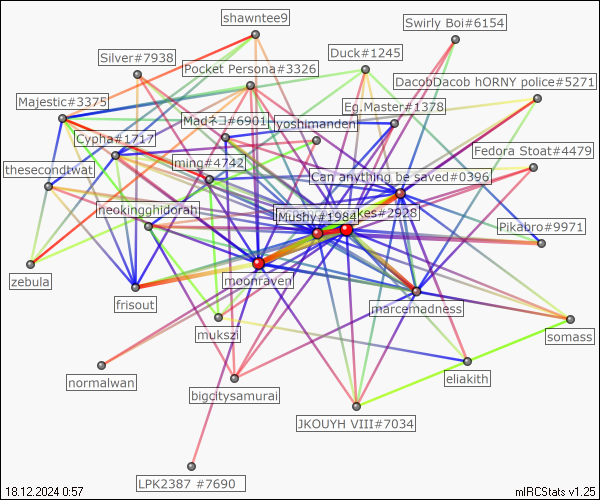 shawntee9
Swirly Boi#6154
Silver#7938
Duck#1245
Pocket Persona#3326
DacobDacob hORNY police#5271
Majestic#3375
Eg.Master#1378
Madネコ#6901
yoshimanden
Cypha#1717
Fedora Stoat#4479
thesecondtwat
ming#4742
Can anything be saved#0396
neokingghidorah
Mushy#1984
kes#2928
Pikabro#9971
zebula
moonraven
frisout
marcemadness
mukszi
somass
normalwan
eliakith
bigcitysamurai
JKOUYH VIII#7034
LPK2387 #7690
18.12.2024 0:57
mIRCStats v1.25